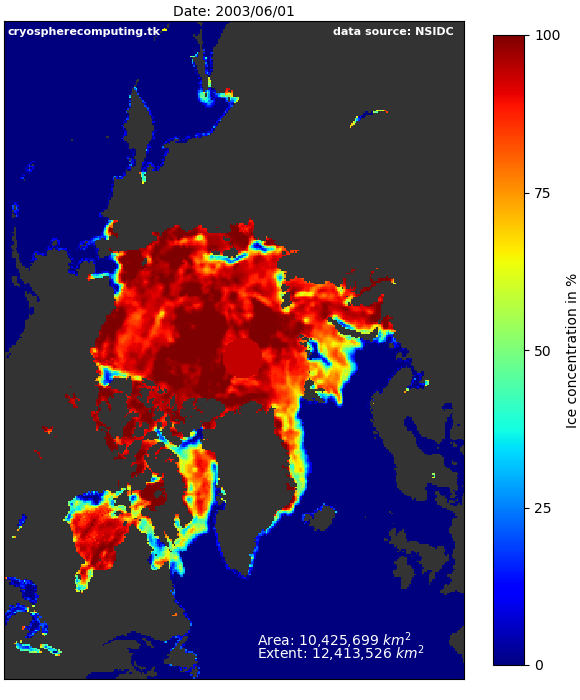 Date: 2003/06/01
cryospherecomputing.tk
data source: NSIDC
100
75
50
25
0
Ice concentration in %
Area: 10,425,699 km²
Extent: 12,413,526 km²